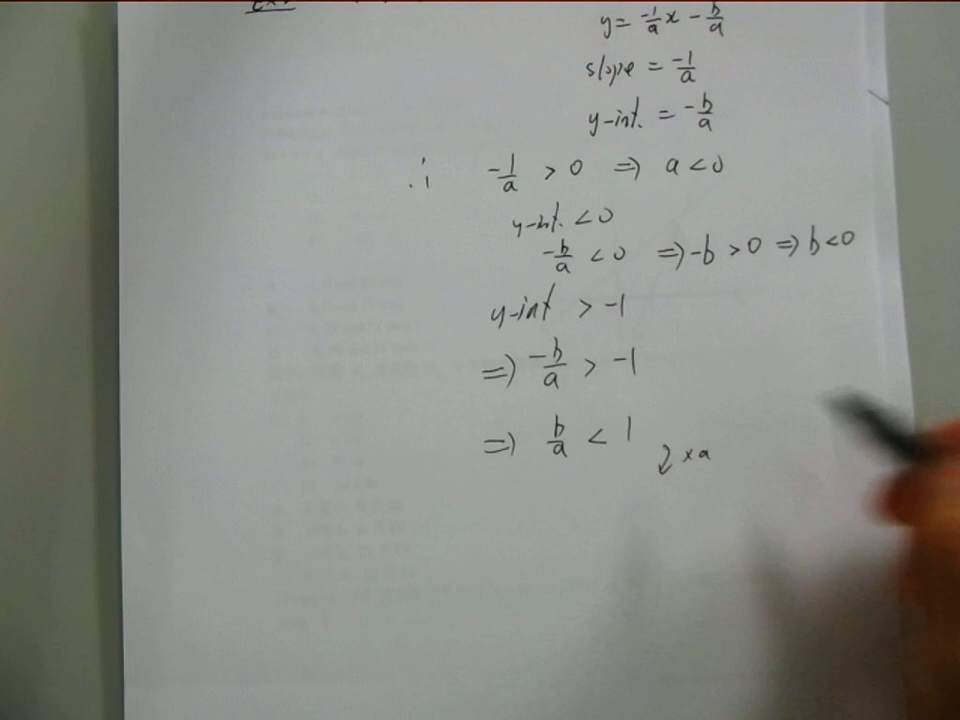 y = -1/a x - b/a
slope = -1/a
y-int. = -b/a
∴ -1/a > 0 ⇒ a < 0
y-int. < 0
-b/a < 0 ⇒ -b > 0 ⇒ b < 0
y-int > -1
⇒ -b/a > -1
⇒ b/a < 1
↓ × a